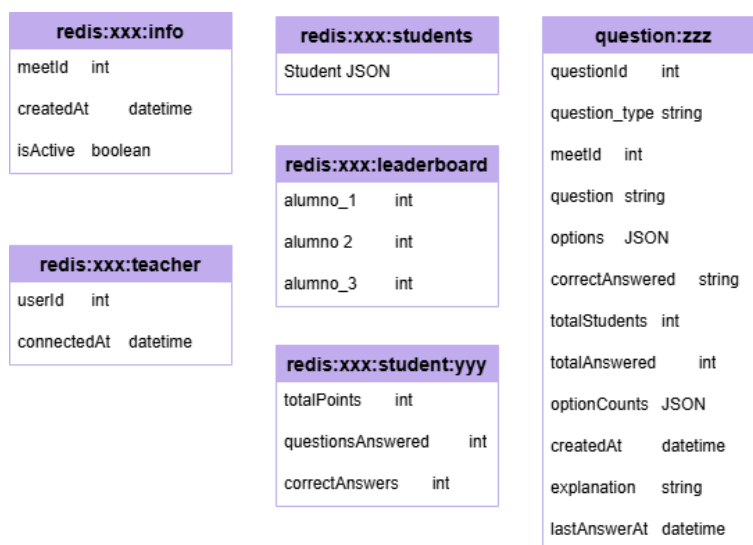 redis:xxx:info
meetId int
createdAt datetime
isActive boolean
redis:xxx:teacher
userId int
connectedAt datetime
redis:xxx:students
Student JSON
redis:xxx:leaderboard
alumno_1 int
alumno 2 int
alumno_3 int
redis:xxx:student:yyy
totalPoints int
questionsAnswered int
correctAnswers int
question:zzz
questionId int
question_type string
meetId int
question string
options JSON
correctAnswered string
totalStudents int
totalAnswered int
optionCounts JSON
createdAt datetime
explanation string
lastAnswerAt datetime